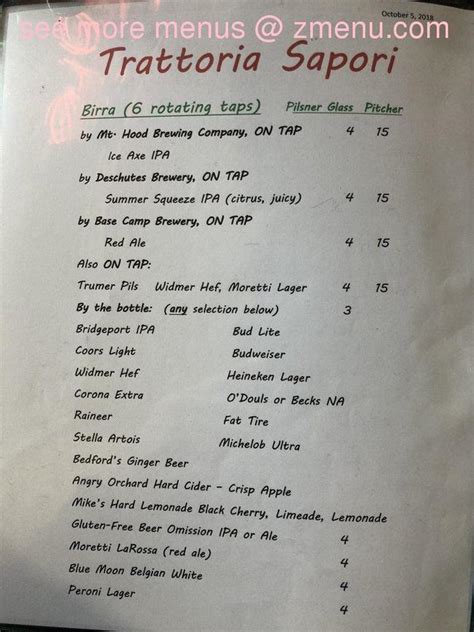 October 5, 2018
see more menus @ zmenu.com
Trattoria Sapori
Birra (6 rotating taps) Pilsner Glass Pitcher
by Mt. Hood Brewing Company, ON TAP 4 15
Ice Axe IPA
by Deschutes Brewery, ON TAP
Summer Squeeze IPA (citrus, juicy) 4 15
by Base Camp Brewery, ON TAP
Red Ale 4 15
Also ON TAP:
Trumer Pils Widmer Hef, Moretti Lager 4 15
By the bottle: (any selection below) 3
Bridgeport IPA Bud Lite
Coors Light Budweiser
Widmer Hef Heineken Lager
Corona Extra O'Douls or Becks NA
Raineer Fat Tire
Stella Artois Michelob Ultra
Bedford's Ginger Beer
Angry Orchard Hard Cider - Crisp Apple
Mike's Hard Lemonade Black Cherry, Limeade, Lemonade
Gluten-Free Beer Omission IPA or Ale 4
Moretti LaRossa (red ale) 4
Blue Moon Belgian White 4
Peroni Lager 4